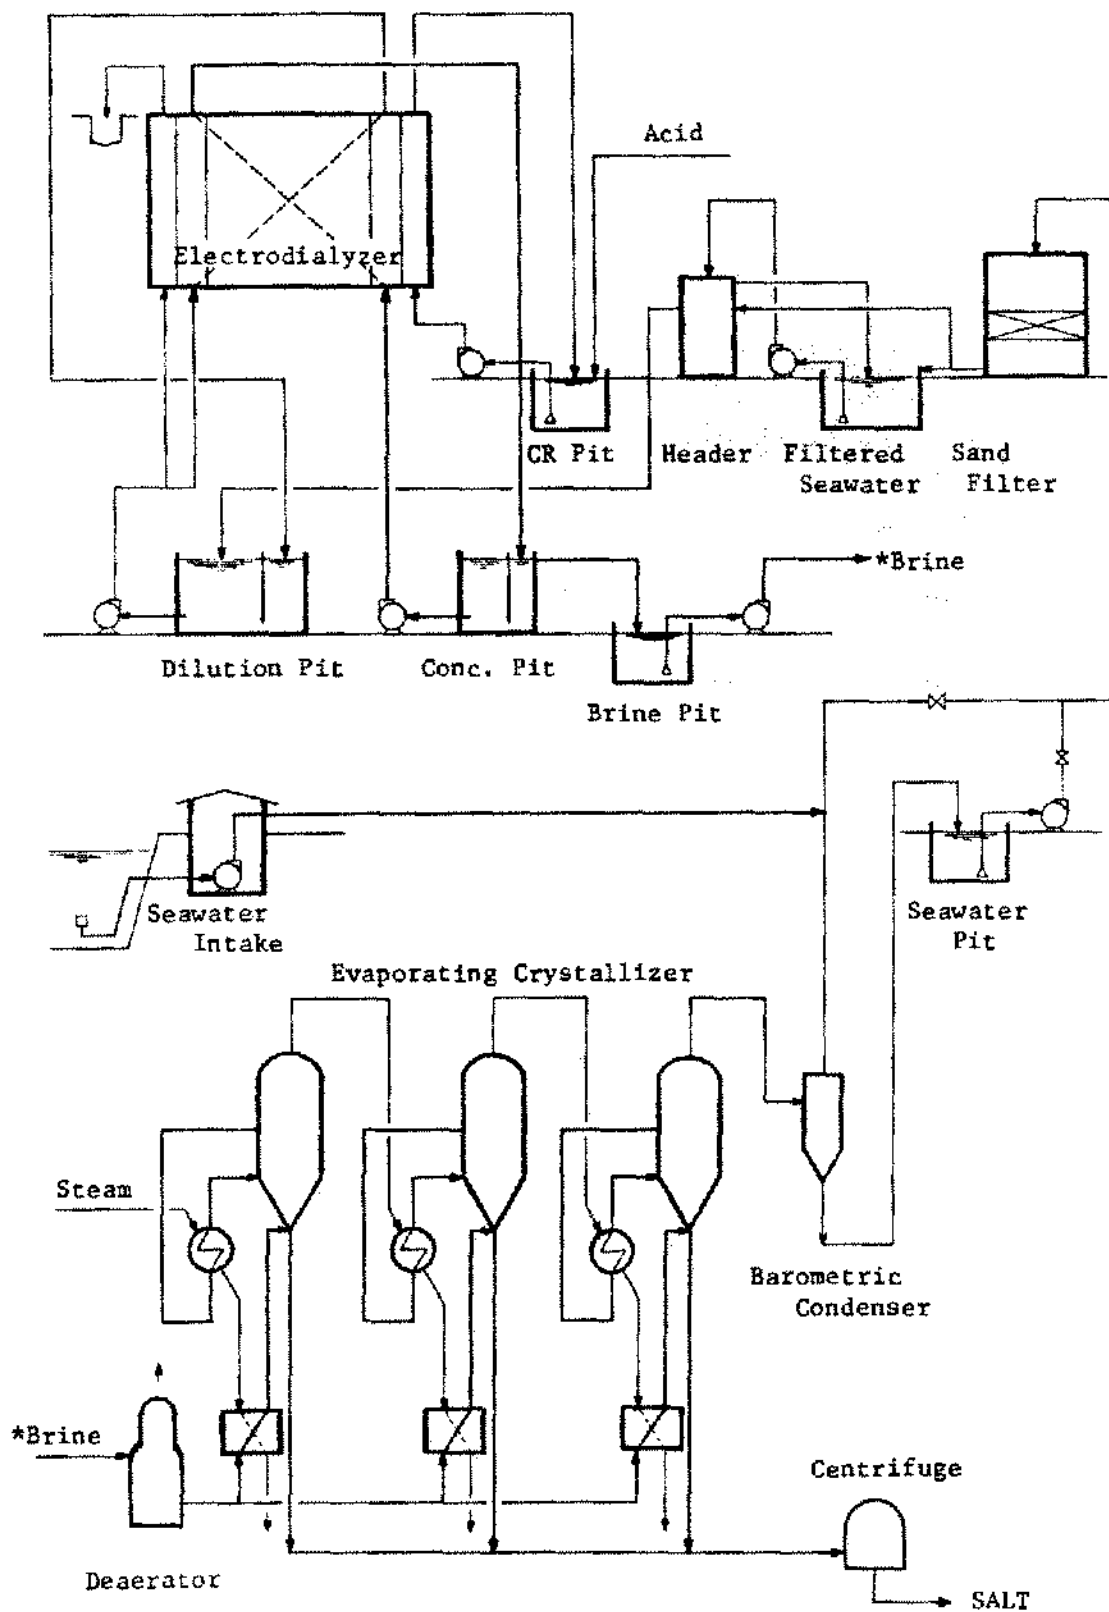 Acid
Electrodialyzer
CR Pit
Header
Filtered
Seawater
Sand
Filter
*Brine
Dilution Pit
Conc. Pit
Brine Pit
Seawater
Intake
Seawater
Pit
Evaporating Crystallizer
Steam
Barometric
Condenser
*Brine
Centrifuge
Deaerator
SALT